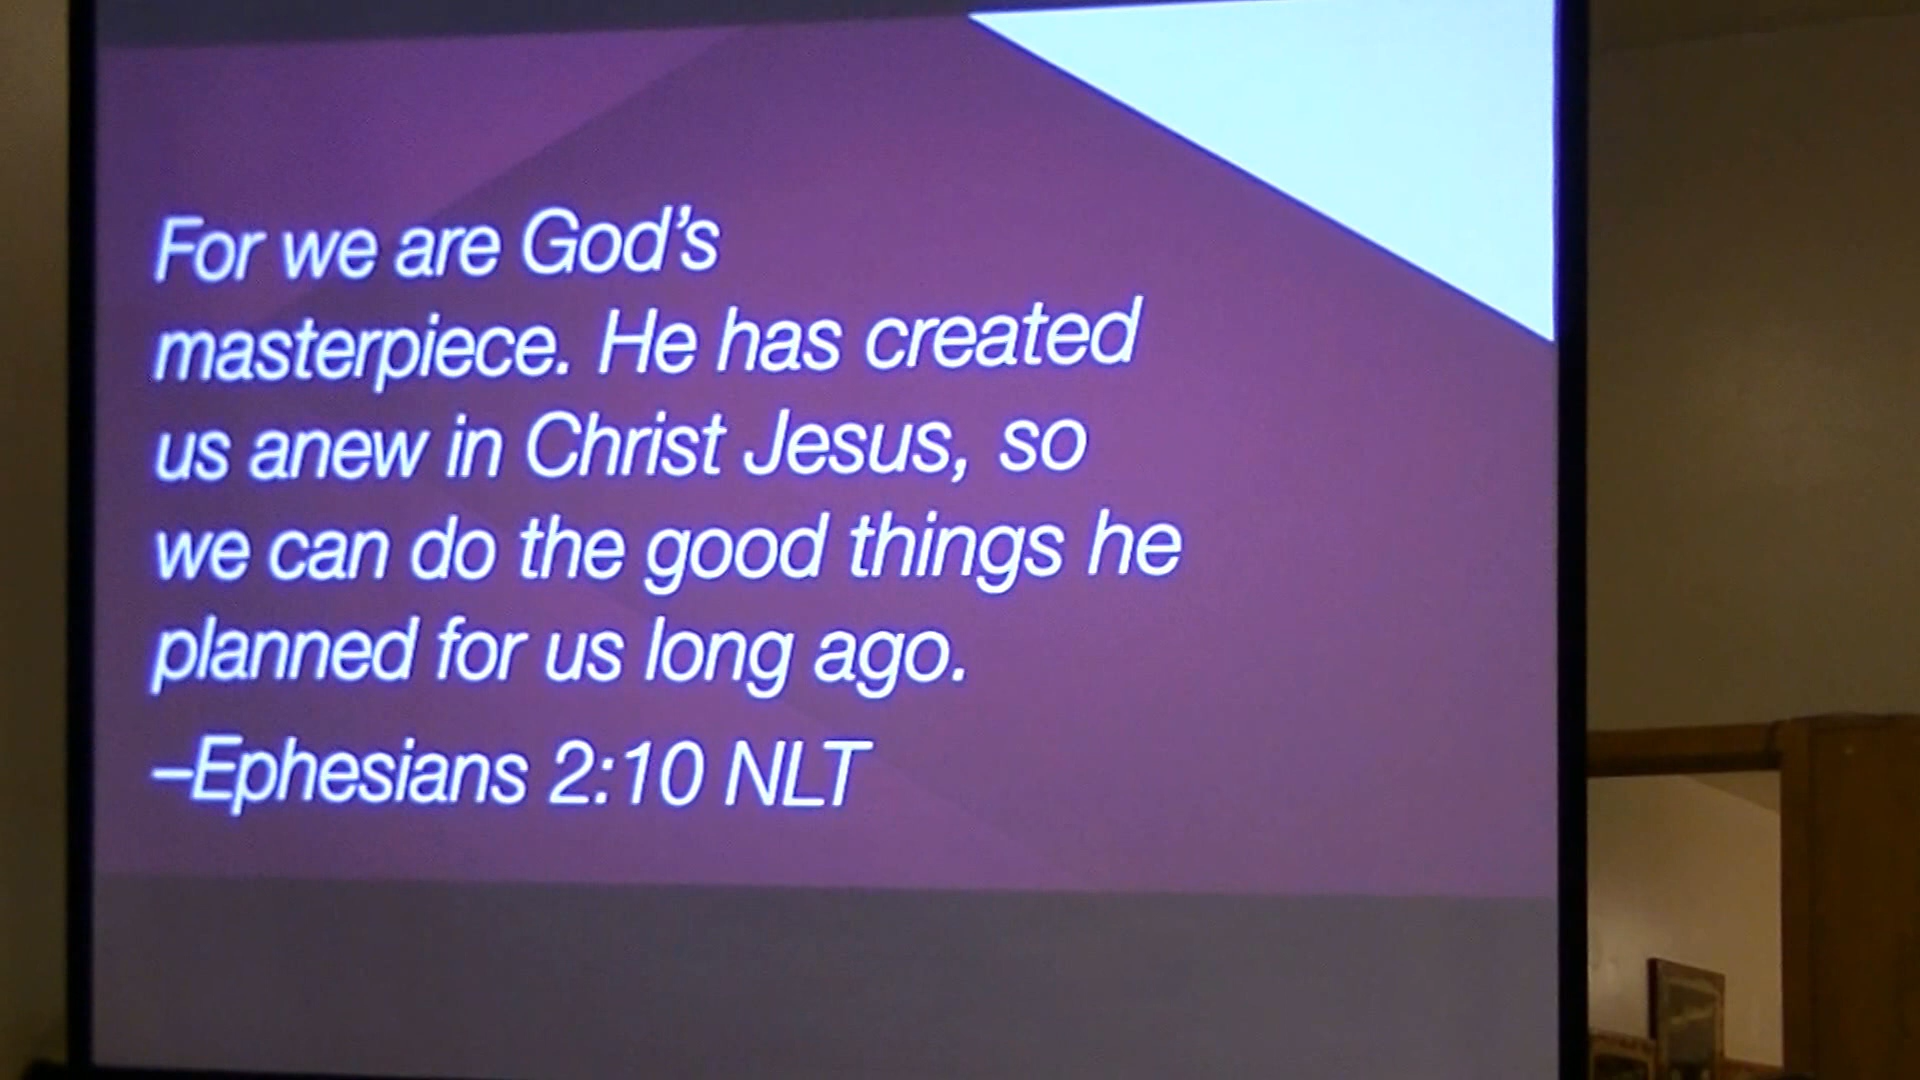 For we are God’s
masterpiece. He has created
us anew in Christ Jesus, so
we can do the good things he
planned for us long ago.
–Ephesians 2:10 NLT